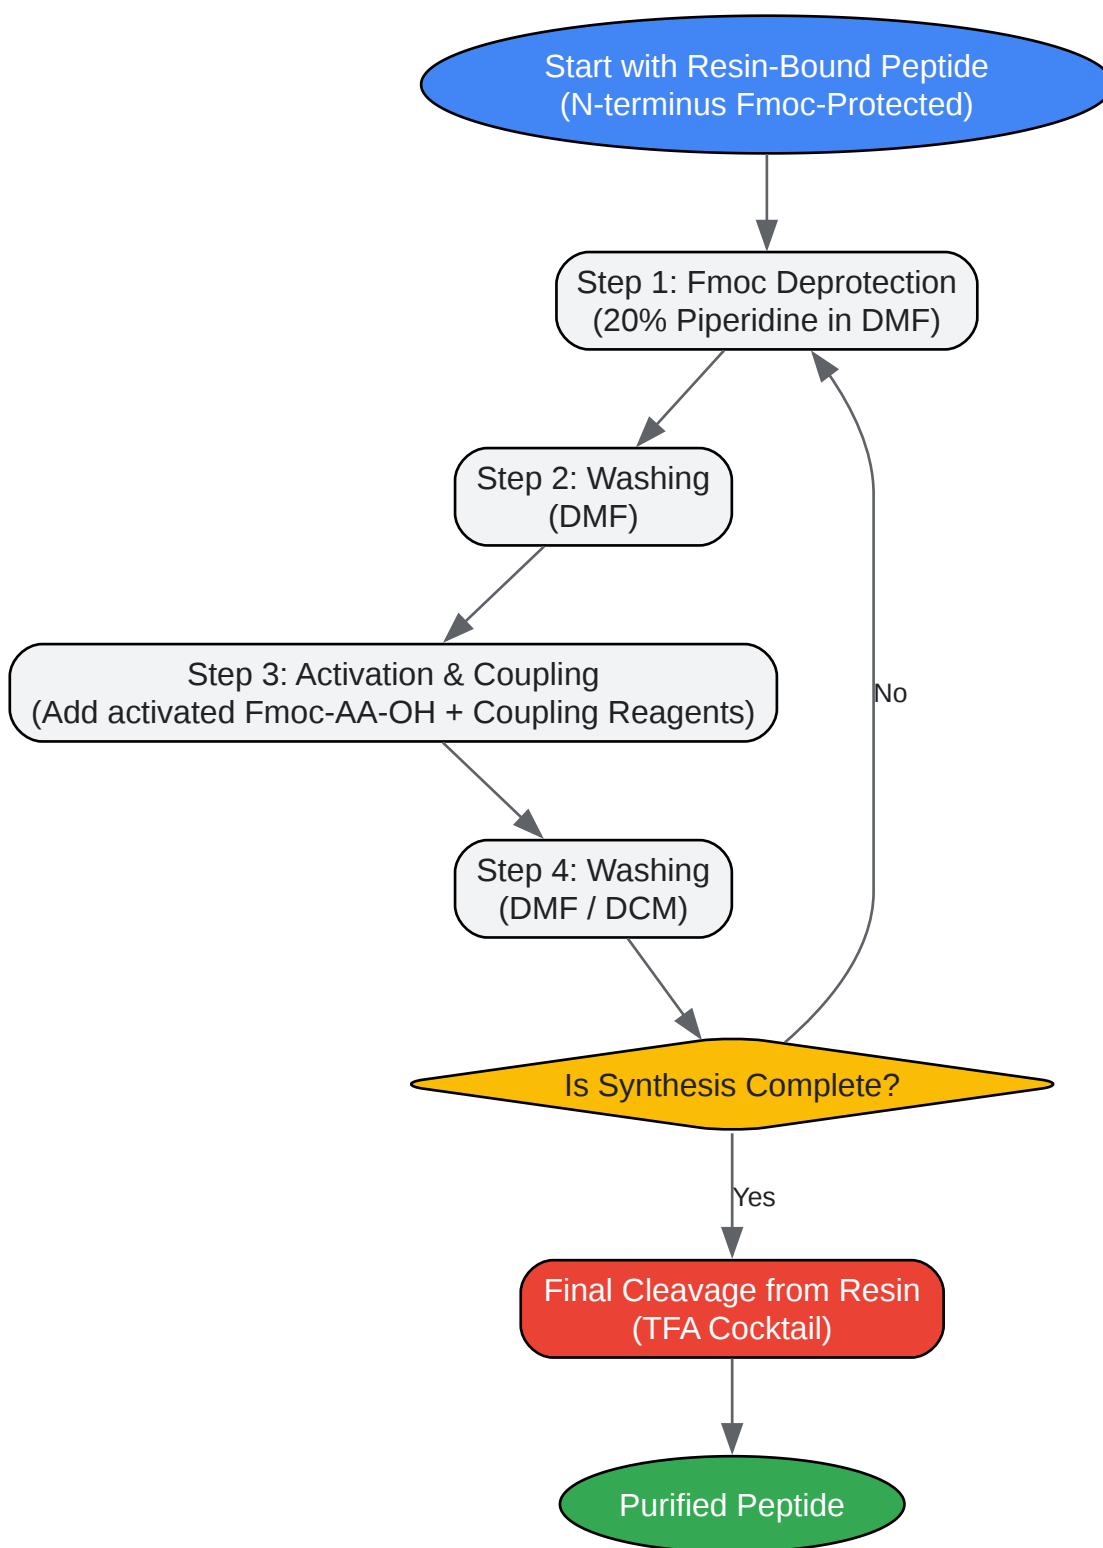 Start with Resin-Bound Peptide
(N-terminus Fmoc-Protected)
Step 1: Fmoc Deprotection
(20% Piperidine in DMF)
Step 2: Washing
(DMF)
Step 3: Activation & Coupling
(Add activated Fmoc-AA-OH + Coupling Reagents)
No
Step 4: Washing
(DMF / DCM)
Is Synthesis Complete?
Yes
Final Cleavage from Resin
(TFA Cocktail)
Purified Peptide